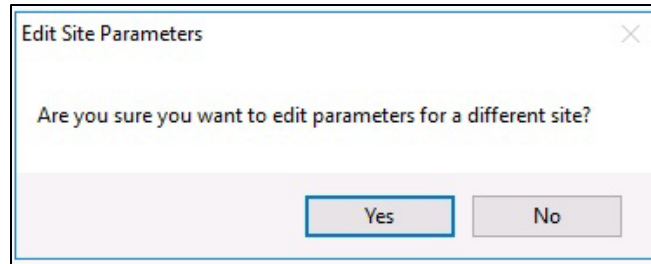 Edit Site Parameters
Are you sure you want to edit parameters for a different site?
Yes
No